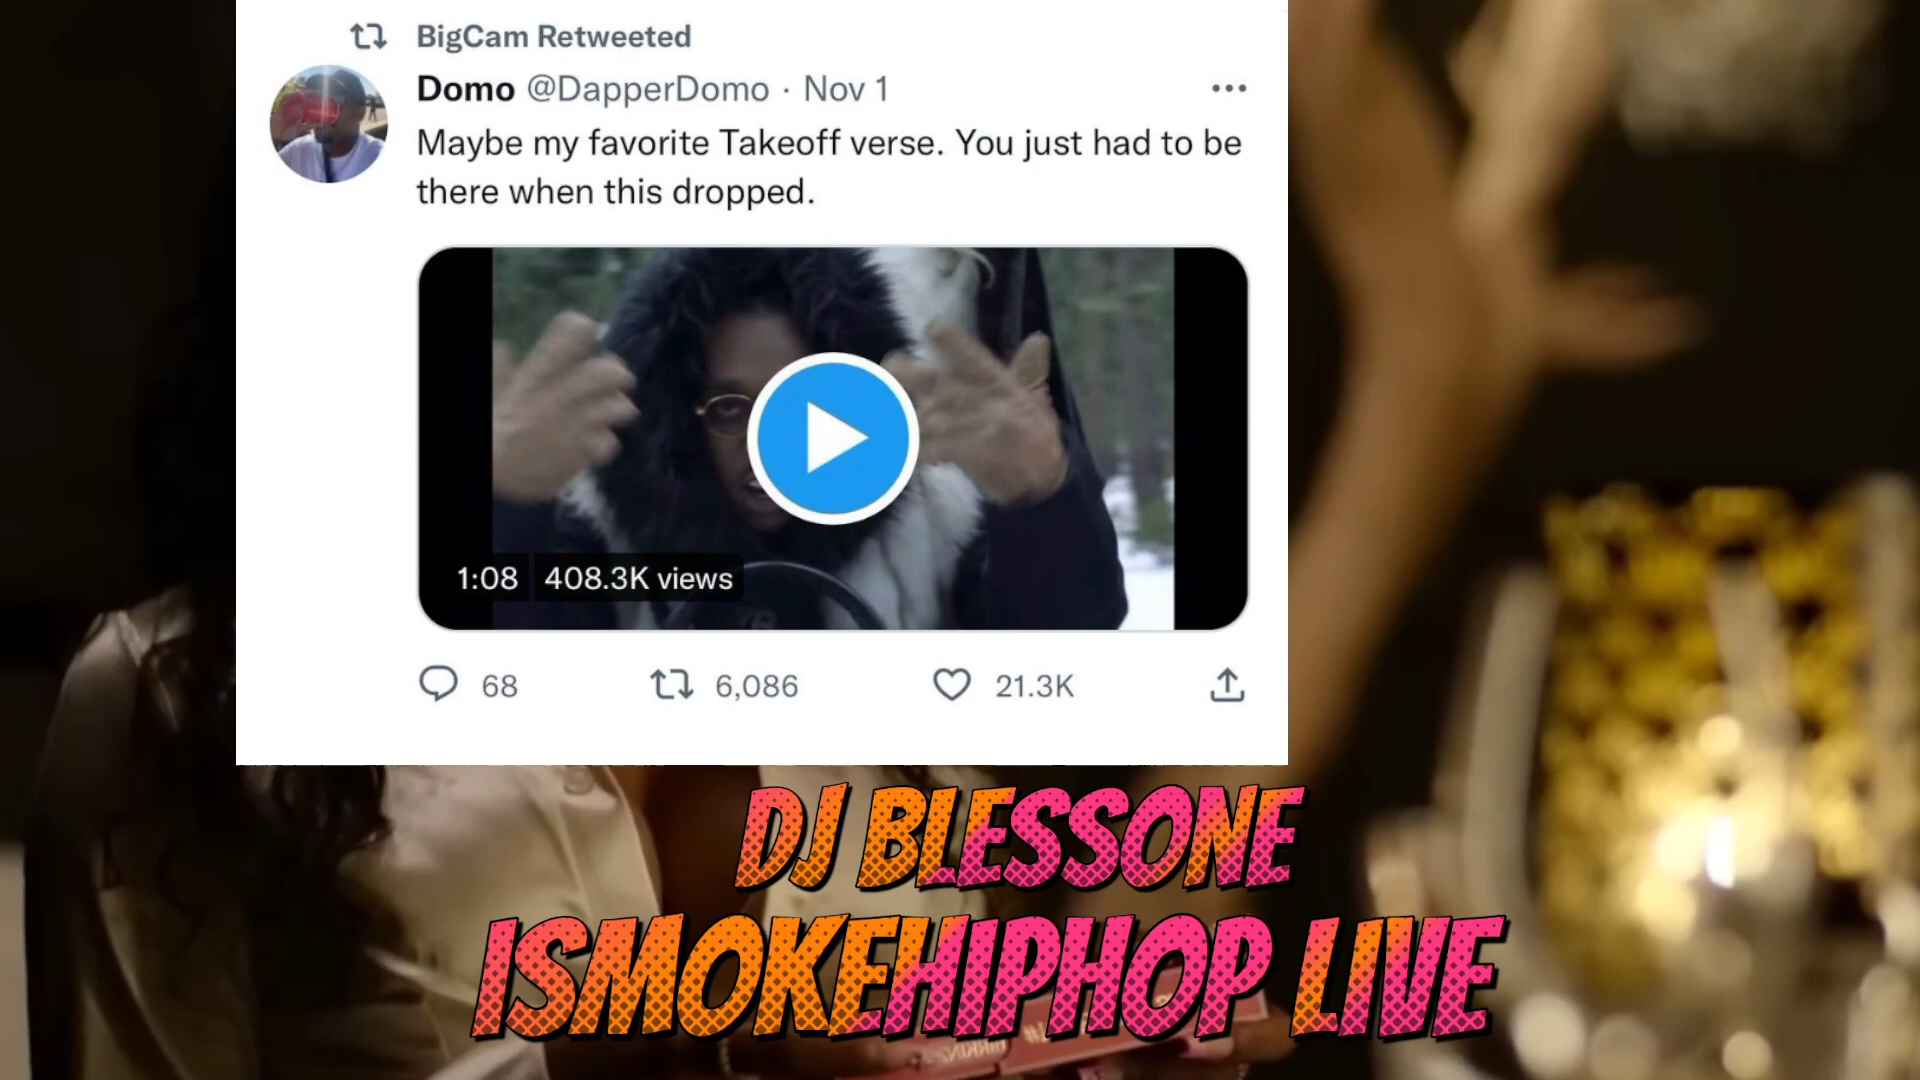 BigCam Retweeted
Domo @DapperDomo · Nov 1
Maybe my favorite Takeoff verse. You just had to be
there when this dropped.
1:08 408.3K views
68 6,086 21.3K
DJ BLESSONE
ISMOKEHIPHOP LIVE